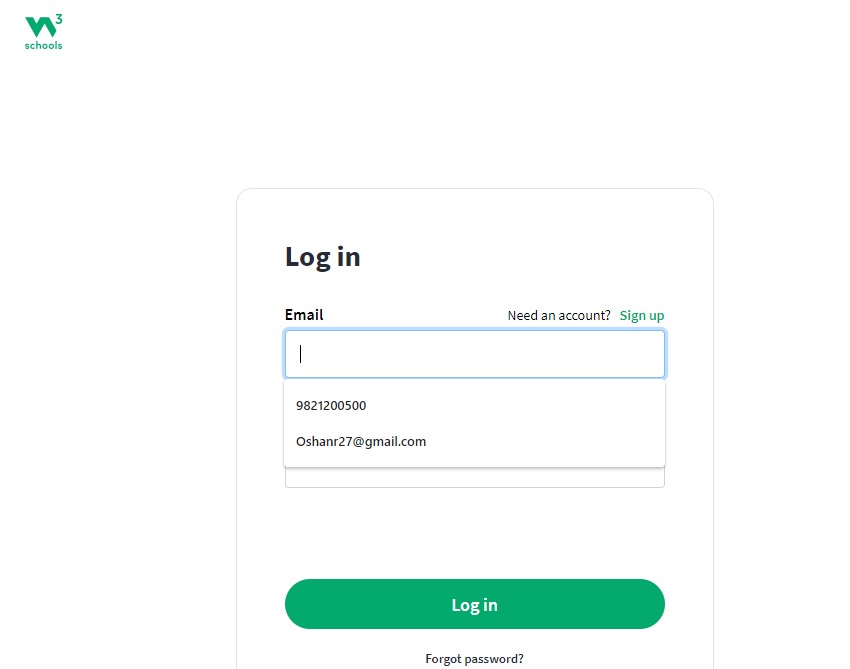 w3
schools
Log in
Email
Need an account? Sign up
9821200500
Oshanr27@gmail.com
Log in
Forgot password?